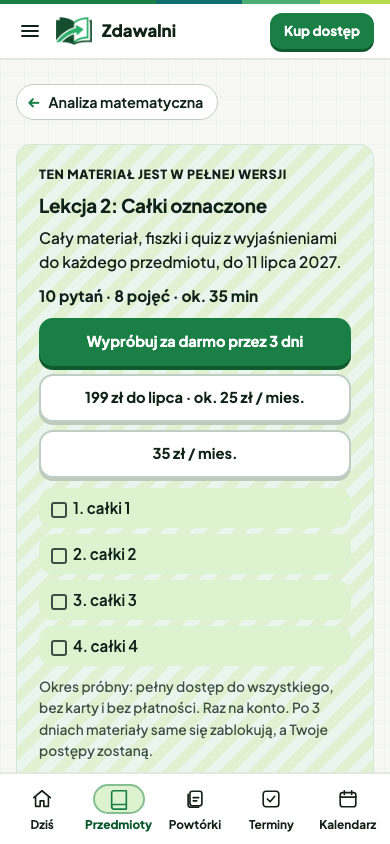 Zdawalni
Kup dostęp
← Analiza matematyczna
TEN MATERIAŁ JEST W PEŁNEJ WERSJI
Lekcja 2: Całki oznaczone
Cały materiał, fiszki i quiz z wyjaśnieniami
do każdego przedmiotu, do 11 lipca 2027.
10 pytań · 8 pojęć · ok. 35 min
Wypróbuj za darmo przez 3 dni
199 zł do lipca · ok. 25 zł / mies.
35 zł / mies.
1. całki 1
2. całki 2
3. całki 3
4. całki 4
Okres próbny: pełny dostęp do wszystkiego,
bez karty i bez płatności. Raz na konto. Po 3
dniach materiały same się zablokują, a Twoje
postępy zostaną.
Dziś
Przedmioty
Powtórki
Terminy
Kalendarz